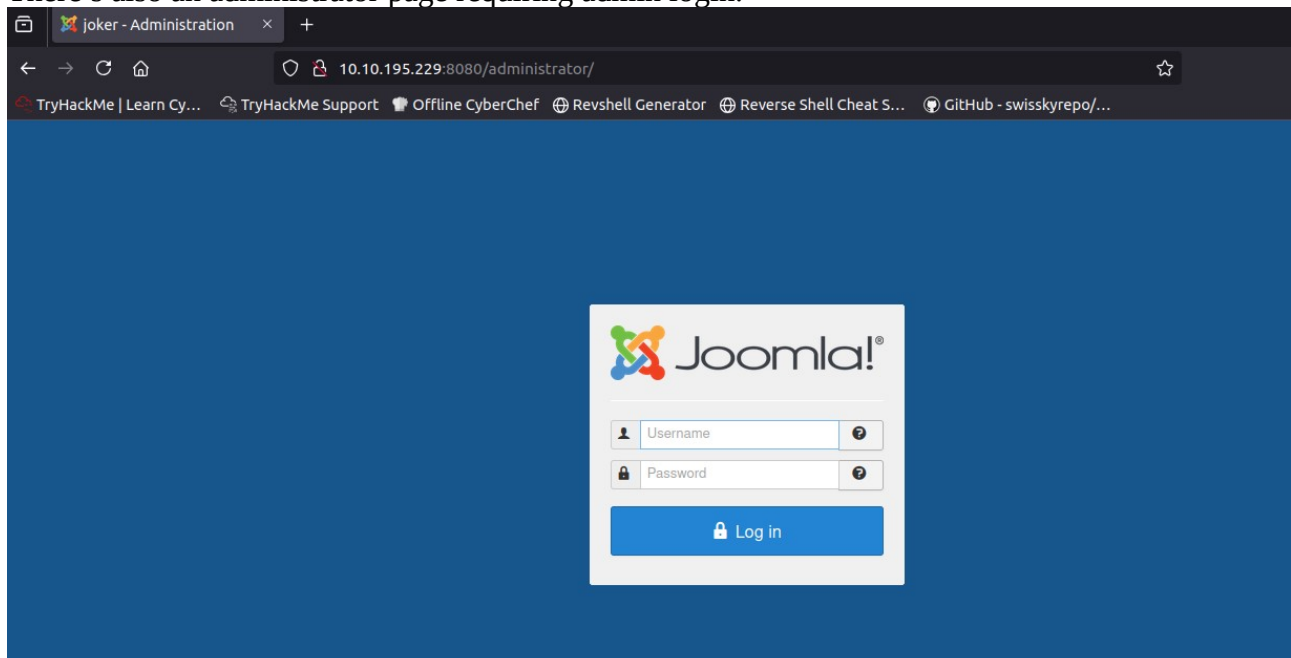 There's also an administrator page requiring admin login.
joker - Administration × +
10.10.195.229:8080/administrator/
TryHackMe | Learn Cy... TryHackMe Support Offline CyberChef Revshell Generator Reverse Shell Cheat S... GitHub - swisskyrepo/...
Joomla!®
Username
Password
Log in